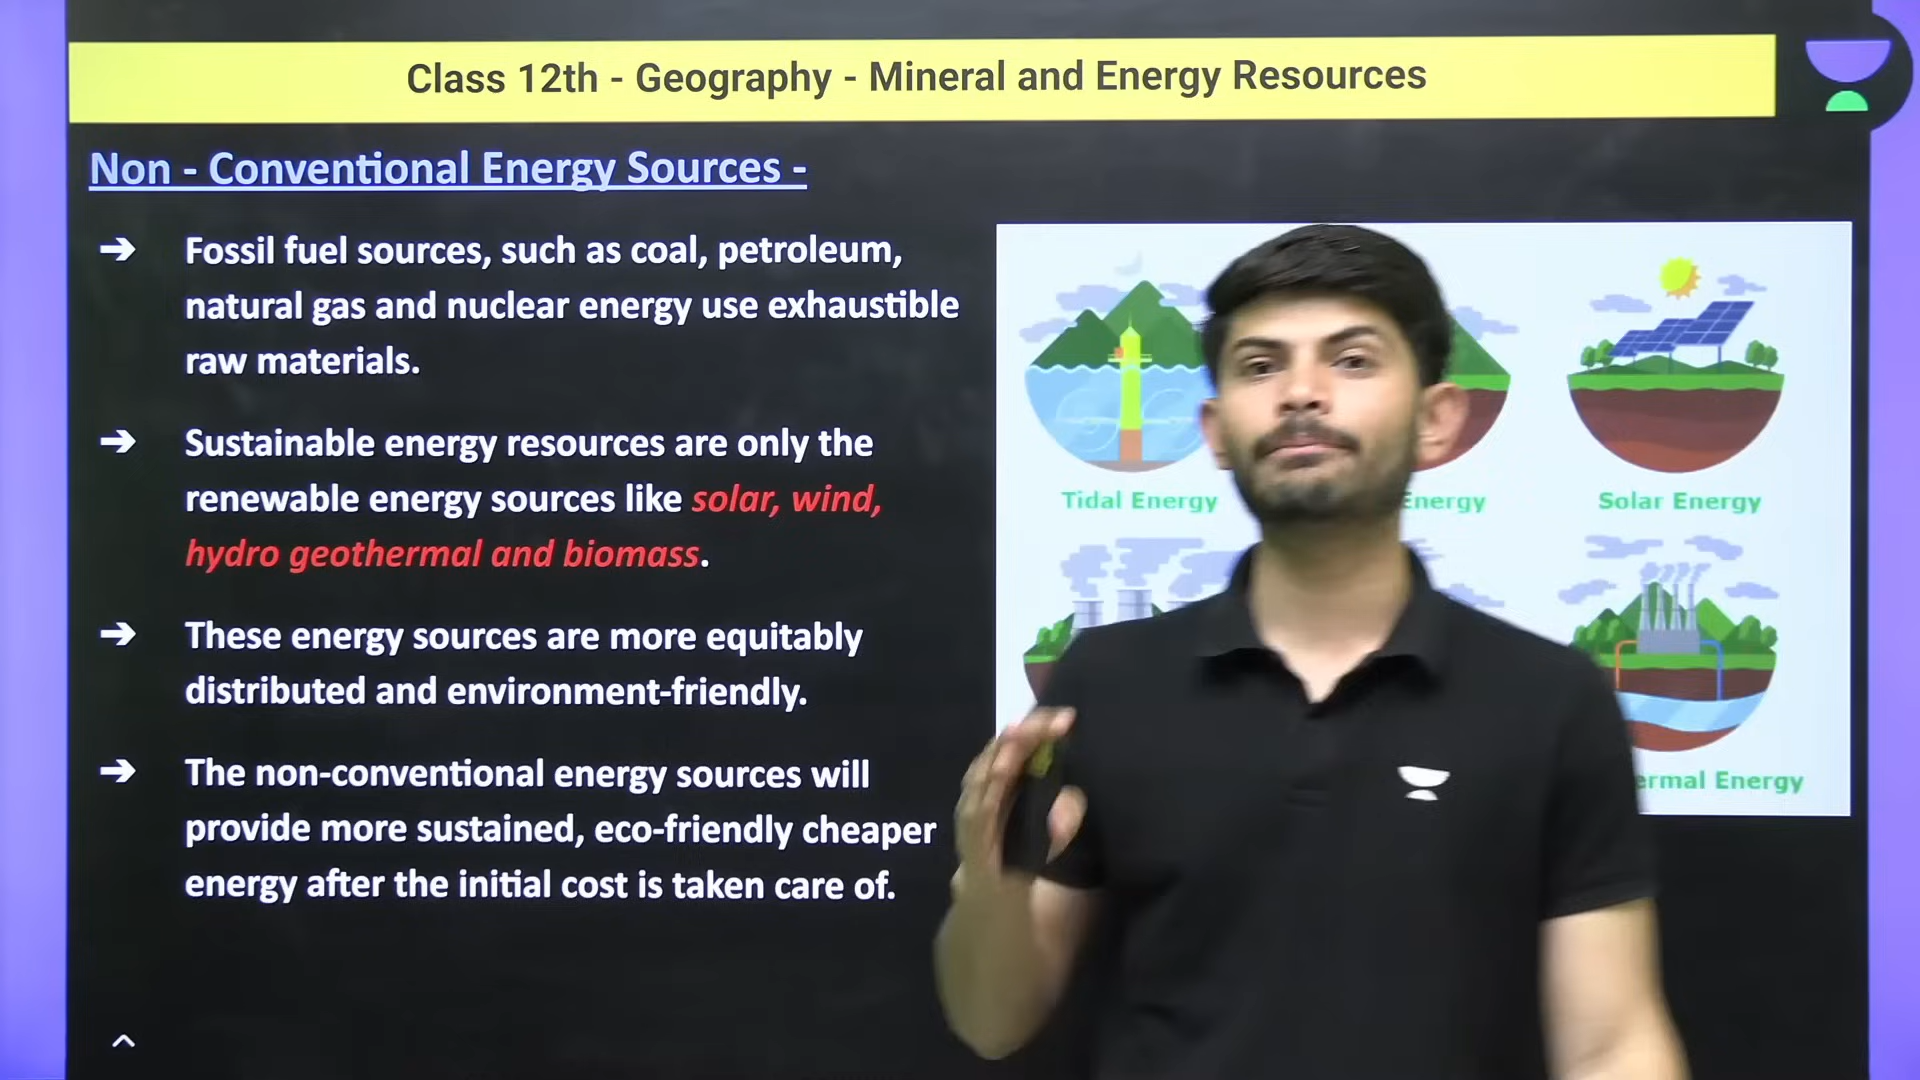 Class 12th - Geography - Mineral and Energy Resources
Non - Conventional Energy Sources -
➔ Fossil fuel sources, such as coal, petroleum,
natural gas and nuclear energy use exhaustible
raw materials.
➔ Sustainable energy resources are only the
renewable energy sources like solar, wind,
hydro geothermal and biomass.
➔ These energy sources are more equitably
distributed and environment-friendly.
➔ The non-conventional energy sources will
provide more sustained, eco-friendly cheaper
energy after the initial cost is taken care of.
Tidal Energy
Energy
Solar Energy
Energy